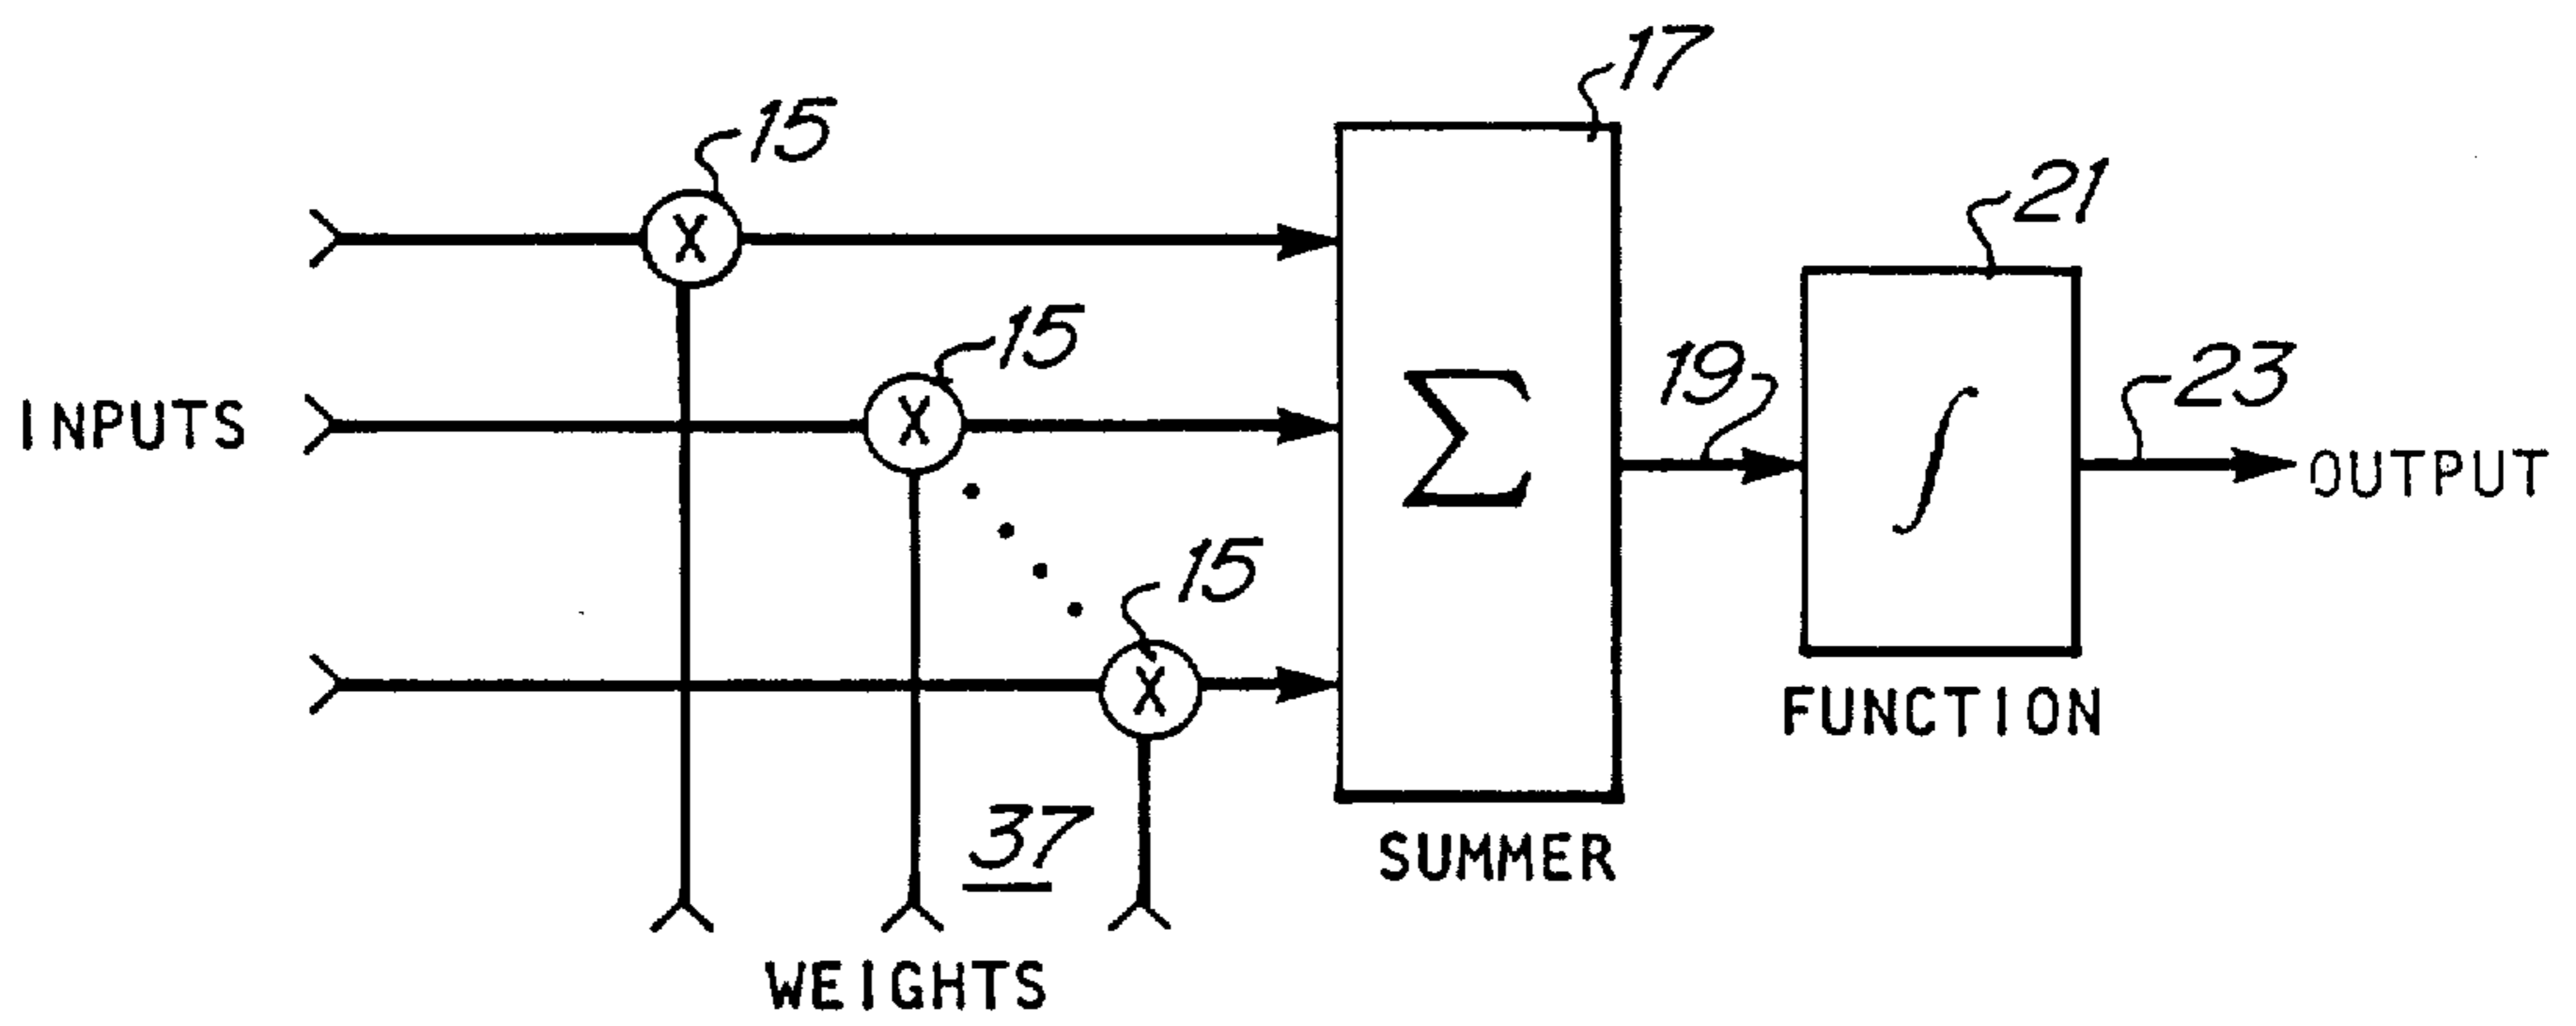 17
15
21
X
15
19
23
INPUTS
X
Σ
∫
OUTPUT
15
X
FUNCTION
37
SUMMER
WEIGHTS